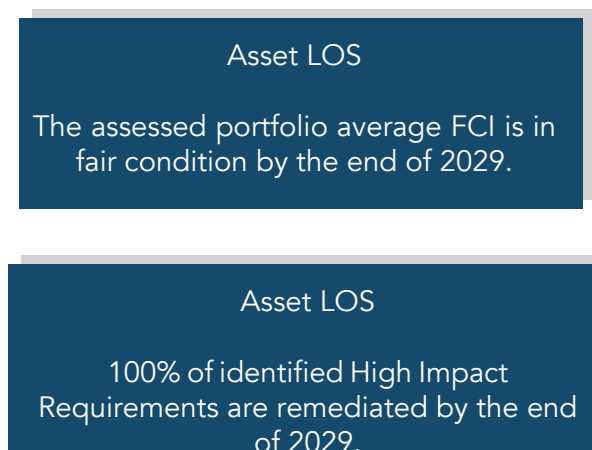 Asset LOS
The assessed portfolio average FCI is in
fair condition by the end of 2029.
Asset LOS
100% of identified High Impact
Requirements are remediated by the end
of 2029.